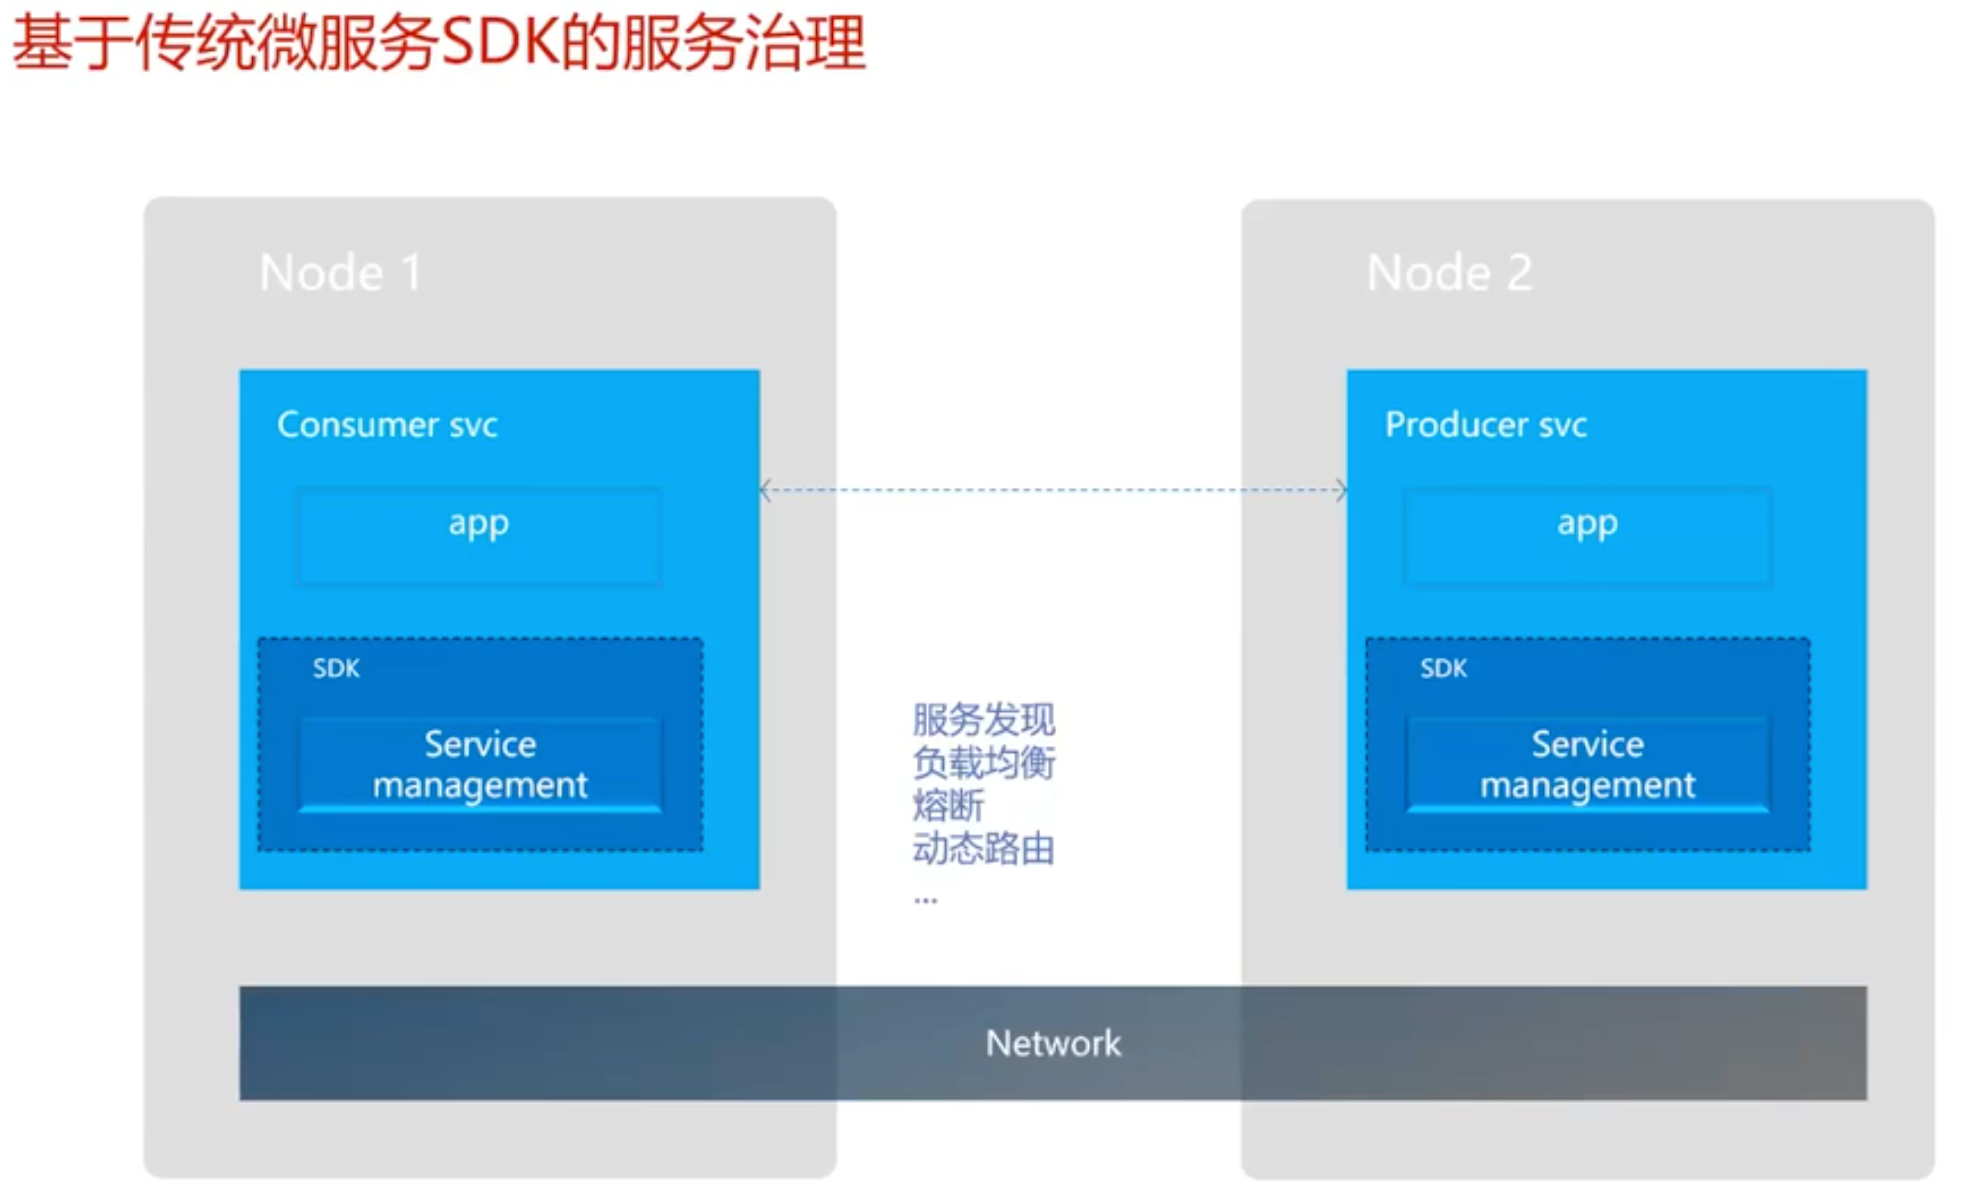 基于传统微服务SDK的服务治理
Node 1
Consumer svc
app
SDK
Service
management
服务发现
负载均衡
熔断
动态路由
...
Node 2
Producer svc
app
SDK
Service
management
Network